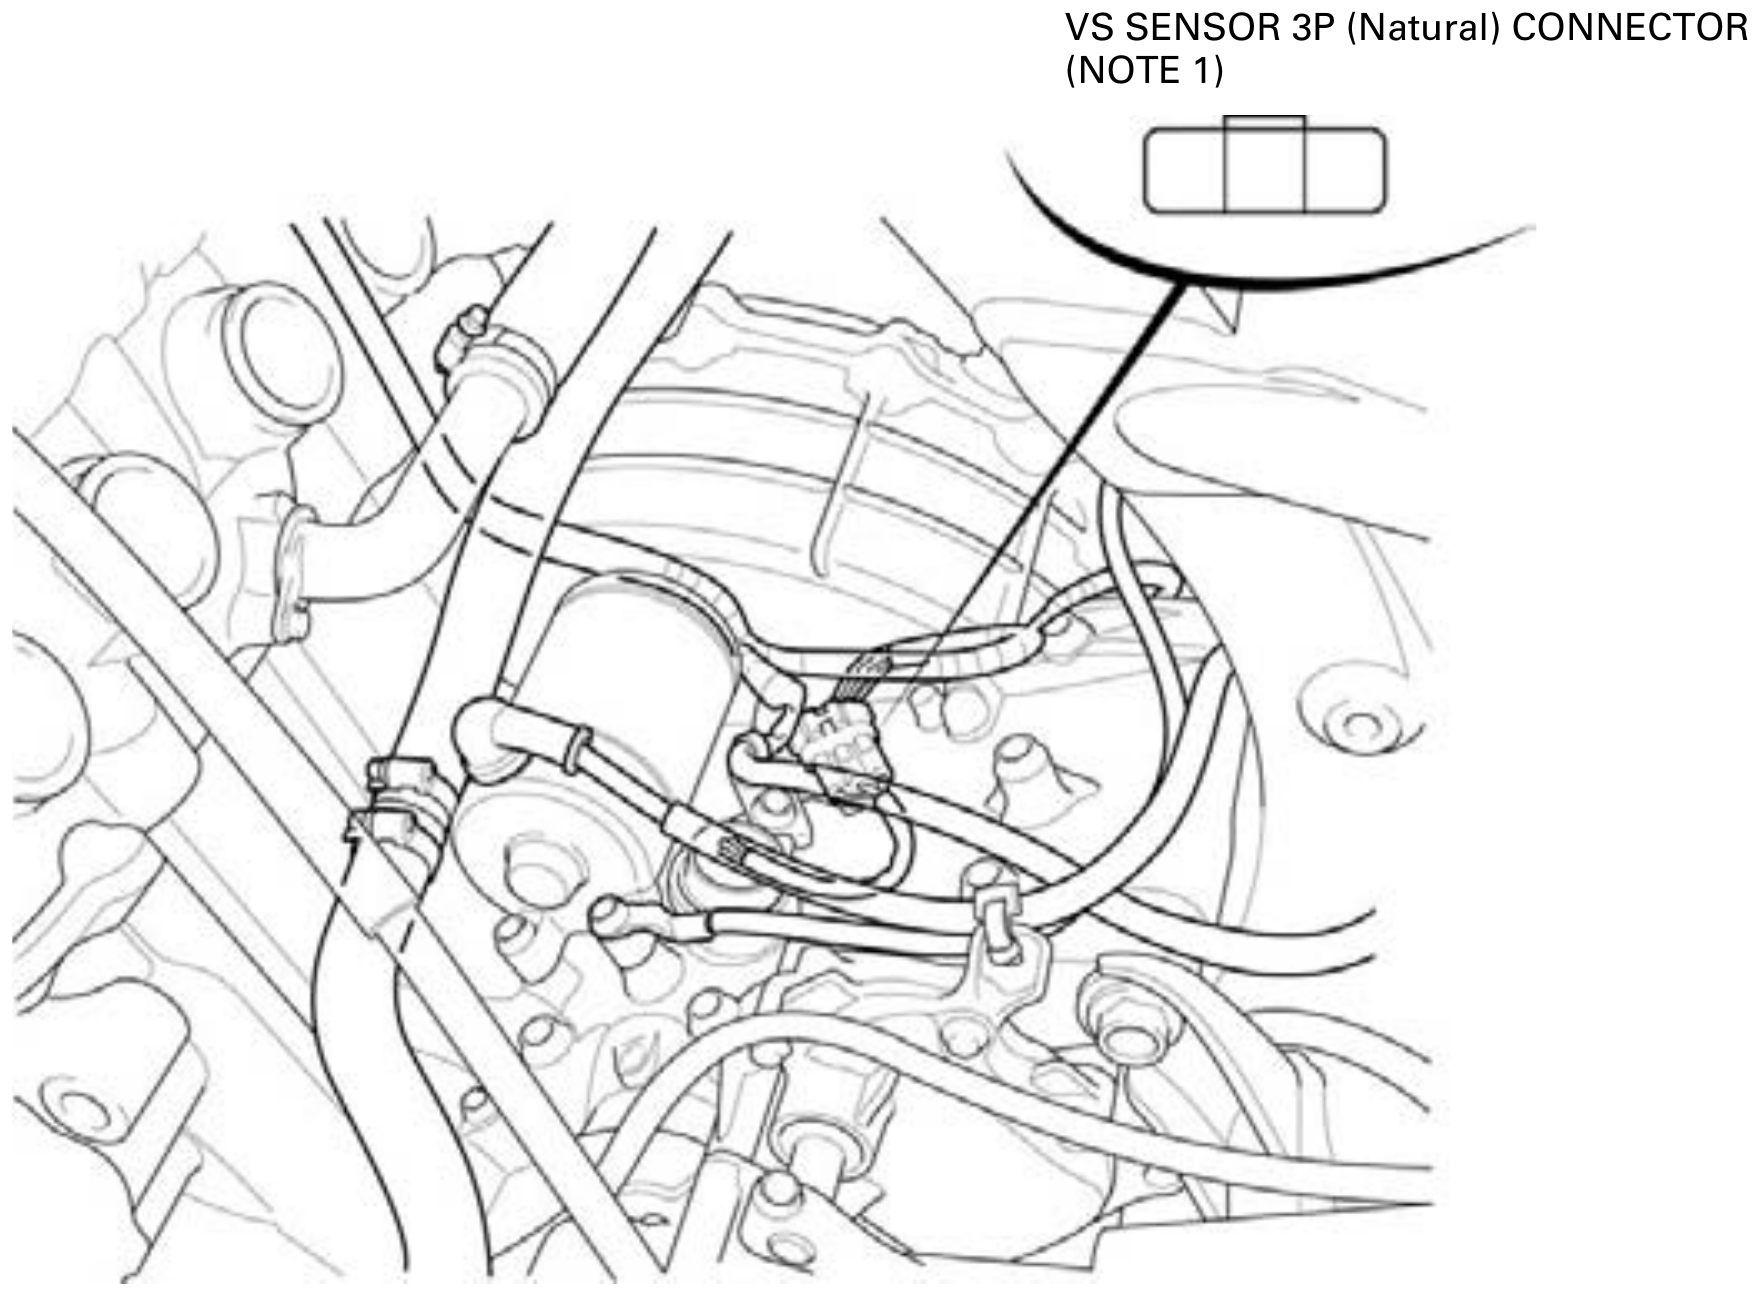 VS SENSOR 3P (Natural) CONNECTOR
(NOTE 1)